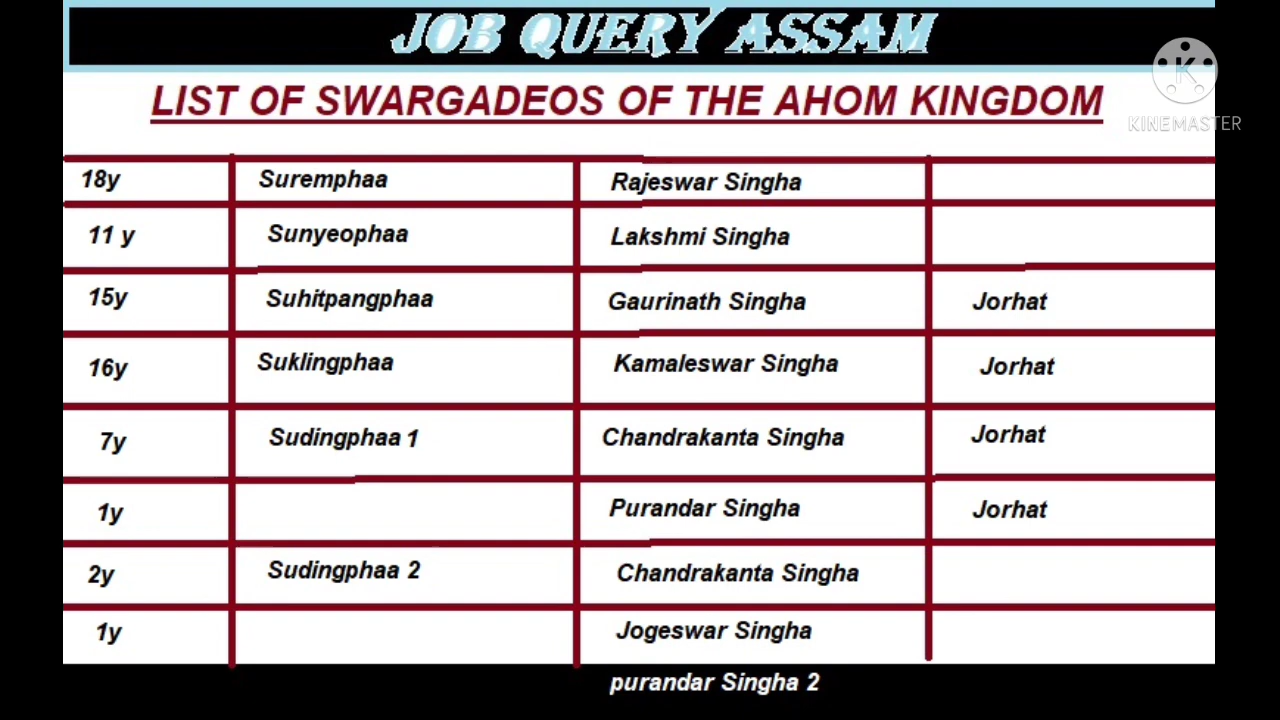 JOB QUERY ASSAM
KINEMASTER
LIST OF SWARGADEOS OF THE AHOM KINGDOM
18y Suremphaa Rajeswar Singha
11 y Sunyeophaa Lakshmi Singha
15y Suhitpangphaa Gaurinath Singha Jorhat
16y Suklingphaa Kamaleswar Singha Jorhat
7y Sudingphaa 1 Chandrakanta Singha Jorhat
1y Purandar Singha Jorhat
2y Sudingphaa 2 Chandrakanta Singha
1y Jogeswar Singha
purandar Singha 2